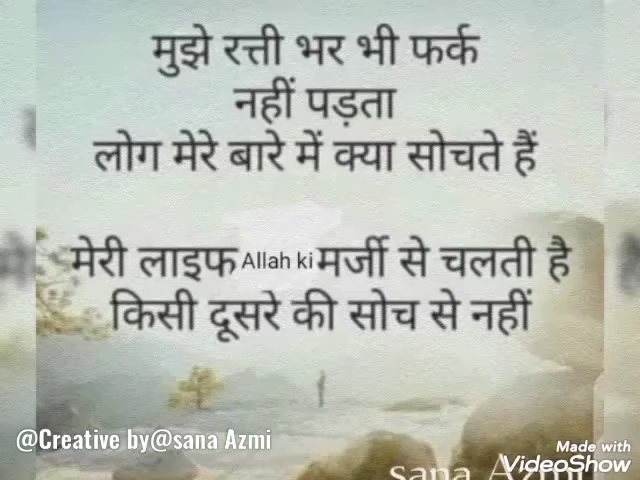 मुझे रत्ती भर भी फर्क
नहीं पड़ता
लोग मेरे बारे में क्या सोचते हैं
मेरी लाइफ Allah ki मर्जी से चलती है
किसी दूसरे की सोच से नहीं
@Creative by@sana Azmi
Made with
VideoShow
sana